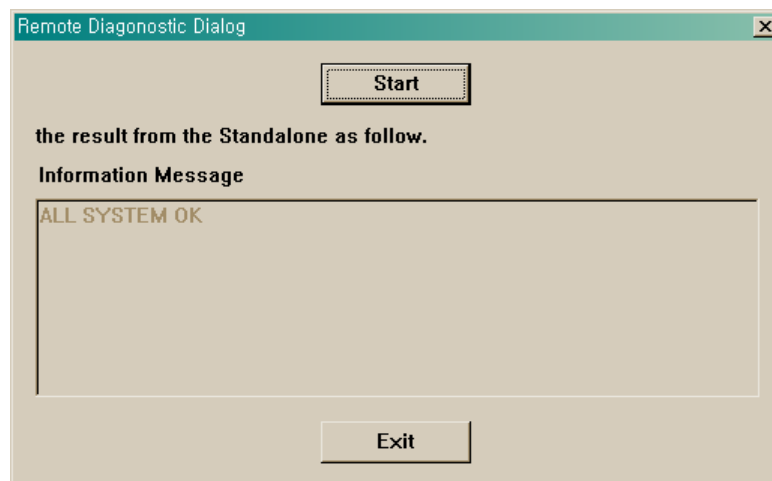 Remote Diagonostic Dialog
Start
the result from the Standalone as follow.
Information Message
ALL SYSTEM OK
Exit